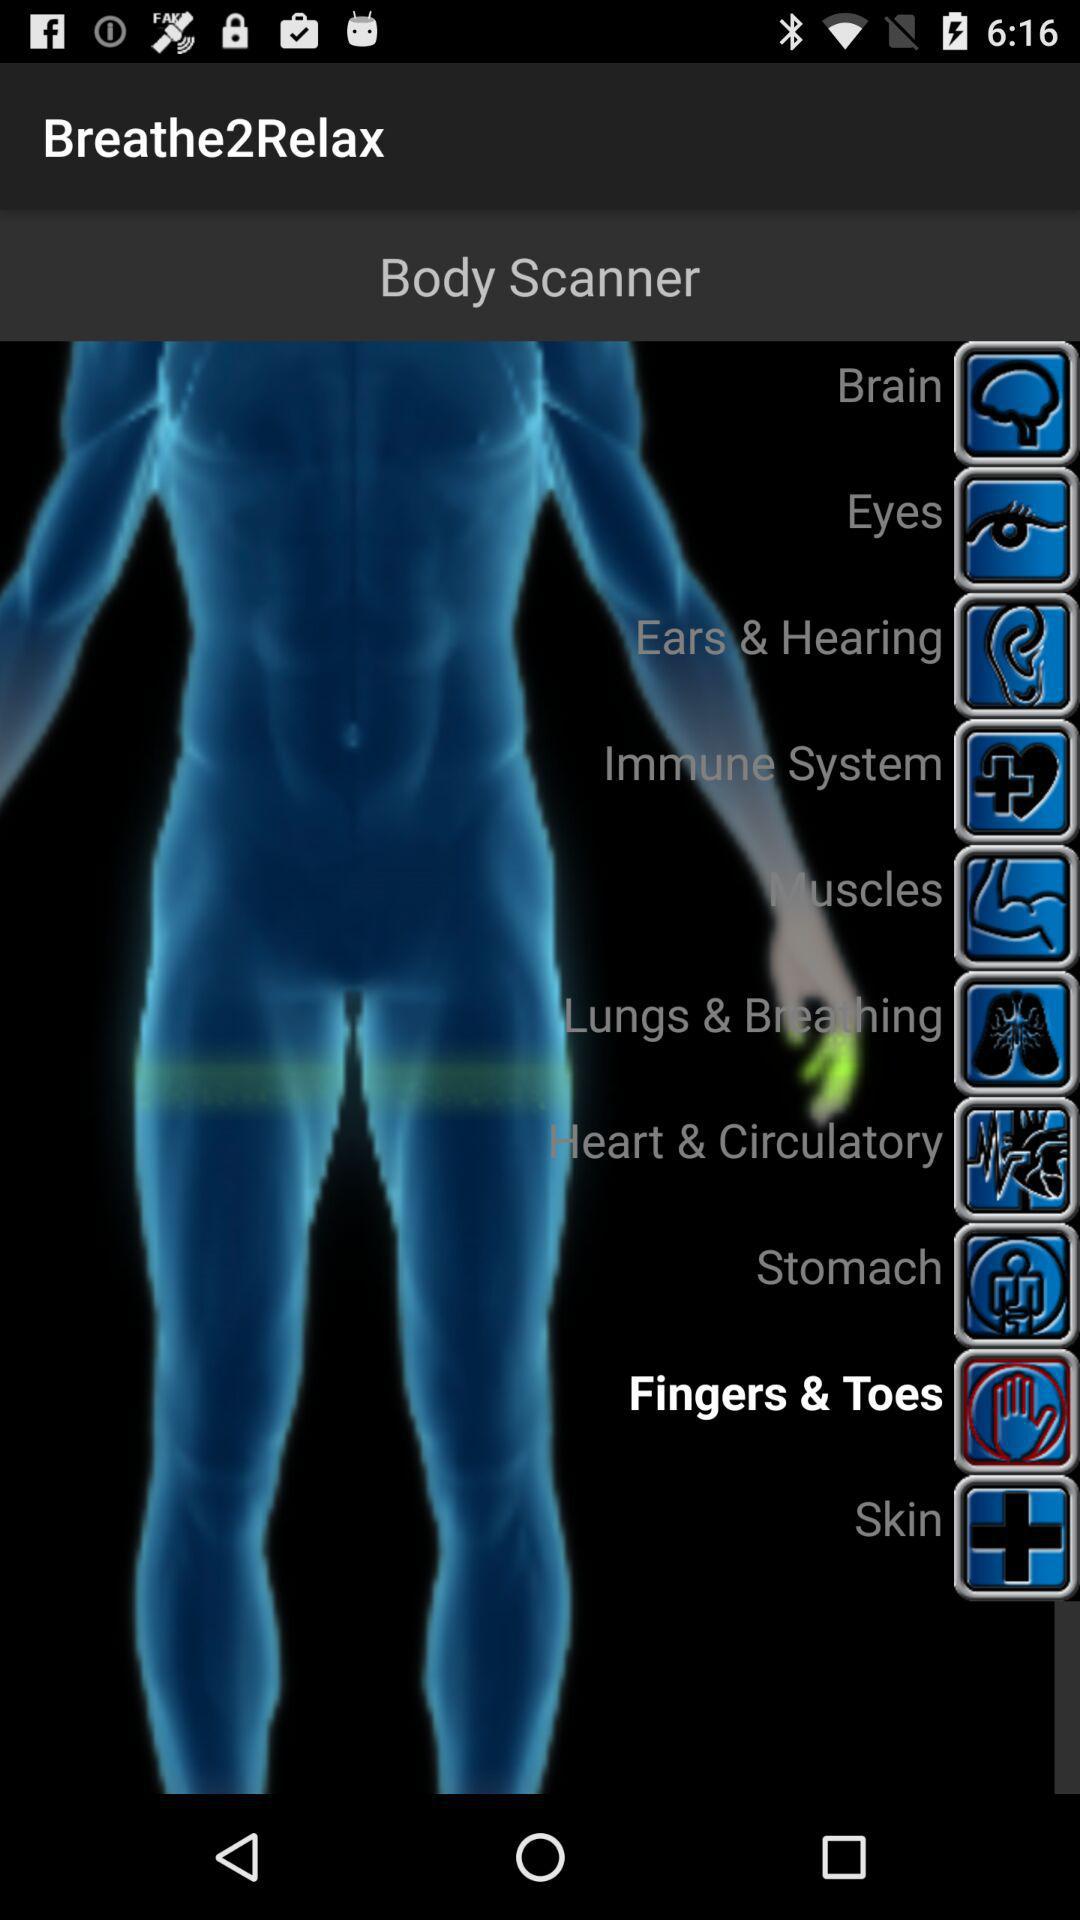 FAKE
6:16
Breathe2Relax
Body Scanner
Brain
Eyes
Ears & Hearing
Immune System
Muscles
Lungs & Breathing
Heart & Circulatory
Stomach
Fingers & Toes
Skin